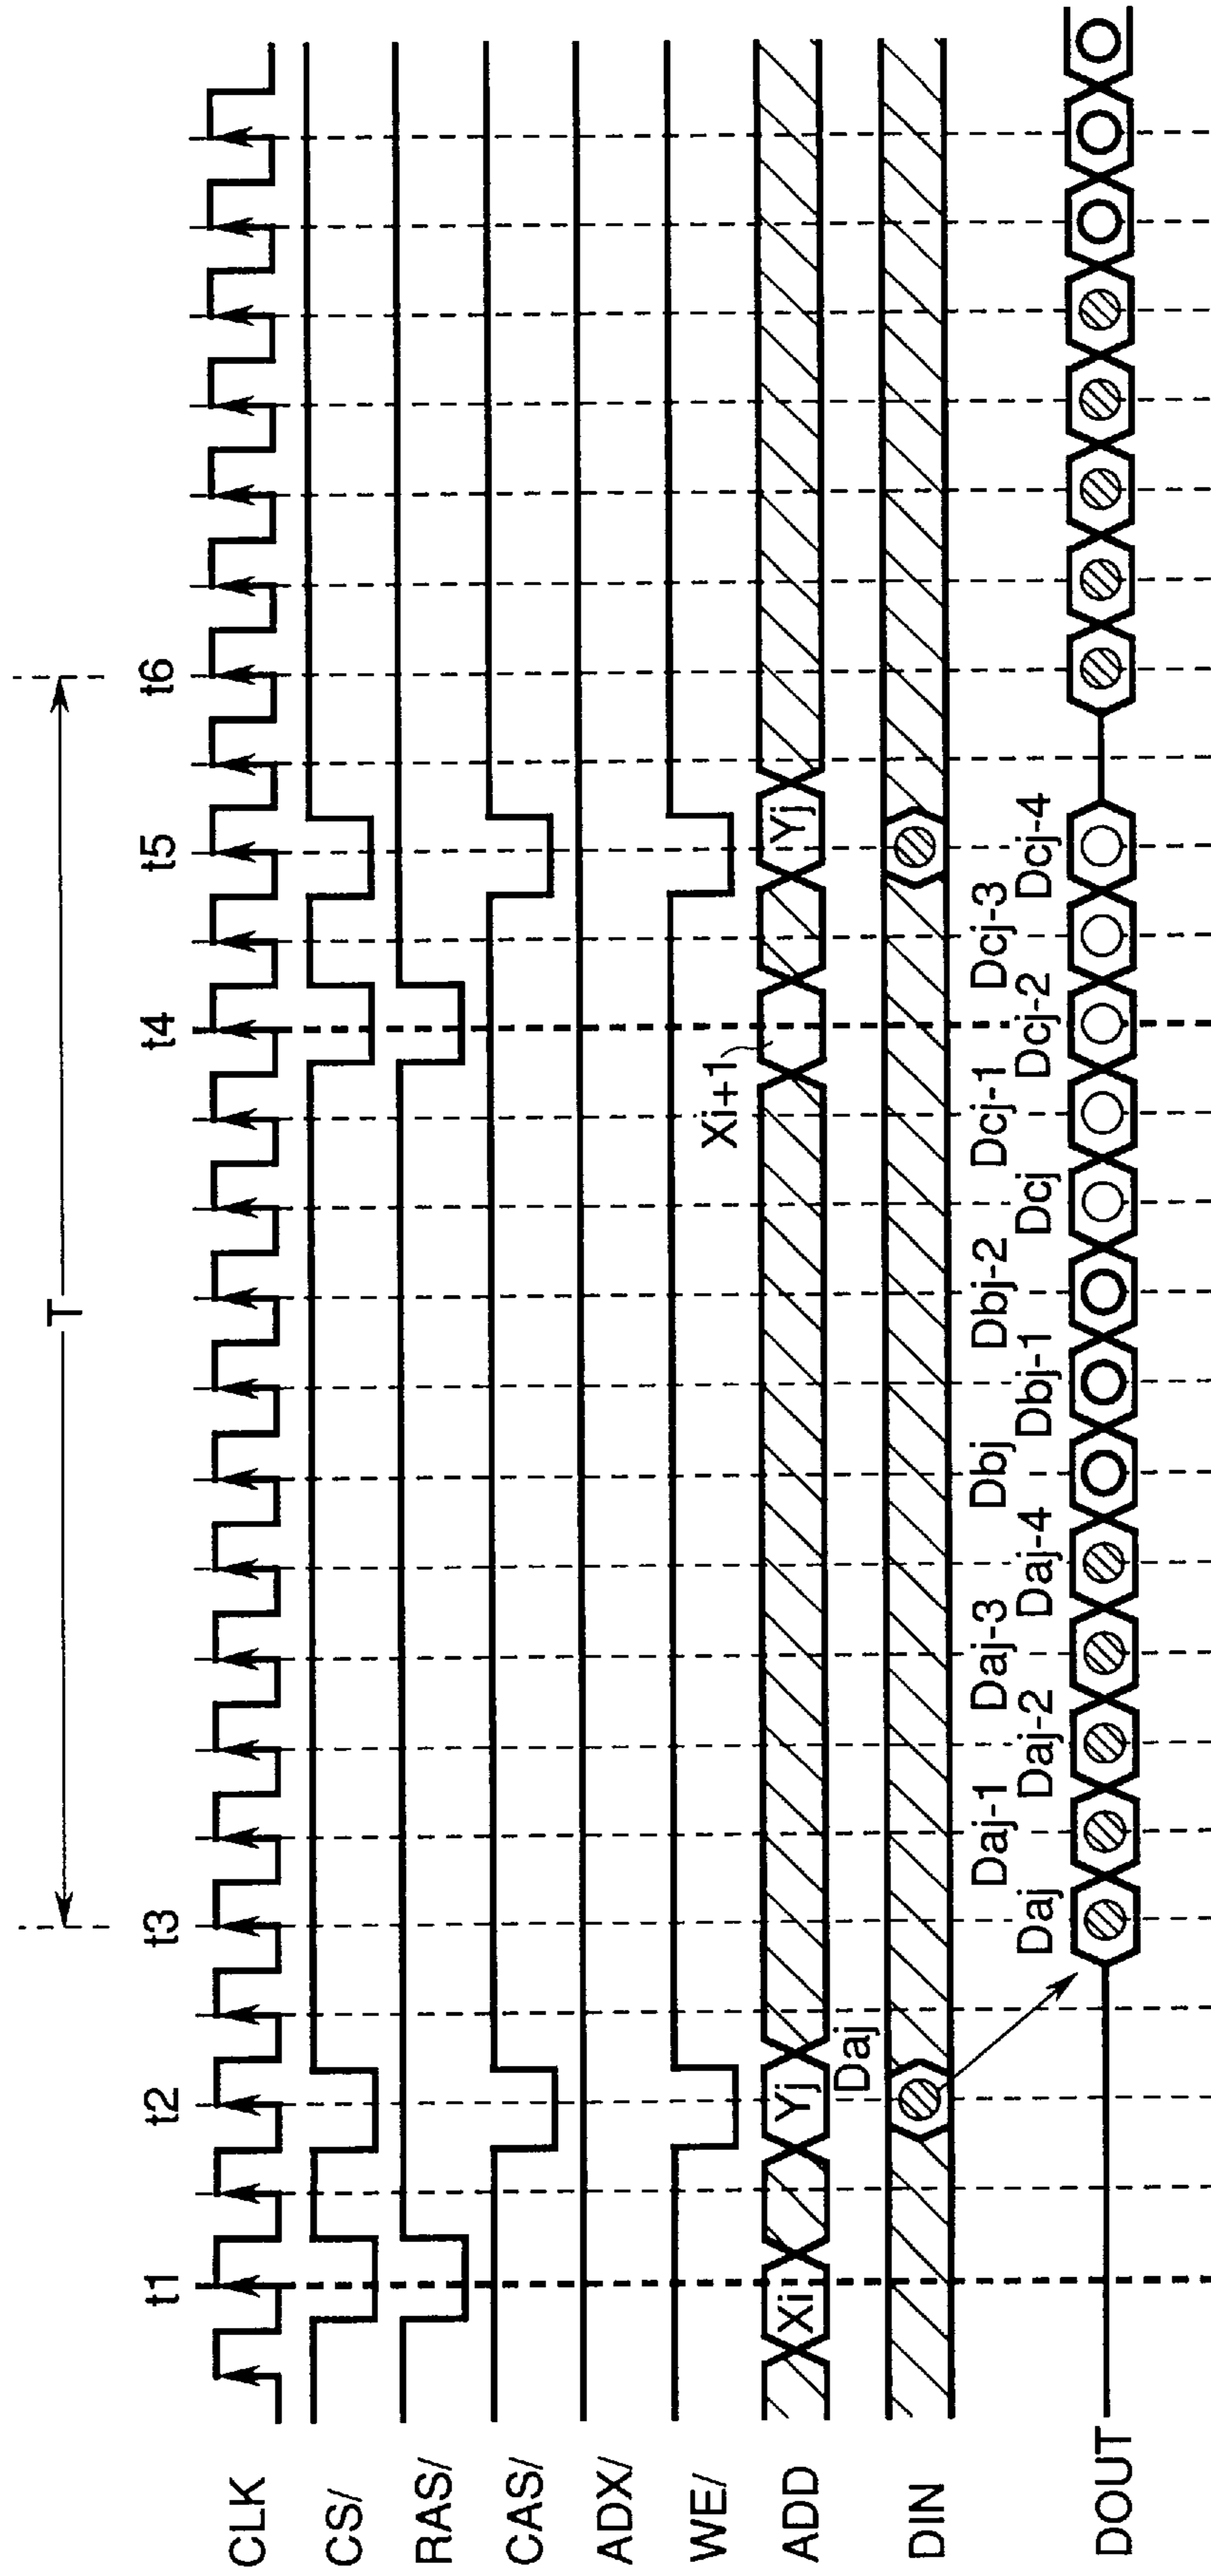 T
t1 t2 t3 t4 t5 t6
CLK
CS/
RAS/
CAS/
ADX/
WE/
ADD Xi Yj Xi+1 Yj
DIN Daj
Daj-1 Daj-3 Dbj Dbj-2 Dcj-1 Dcj-3
Daj Daj-2 Daj-4 Dbj-1 Dcj Dcj-2 Dcj-4
DOUT